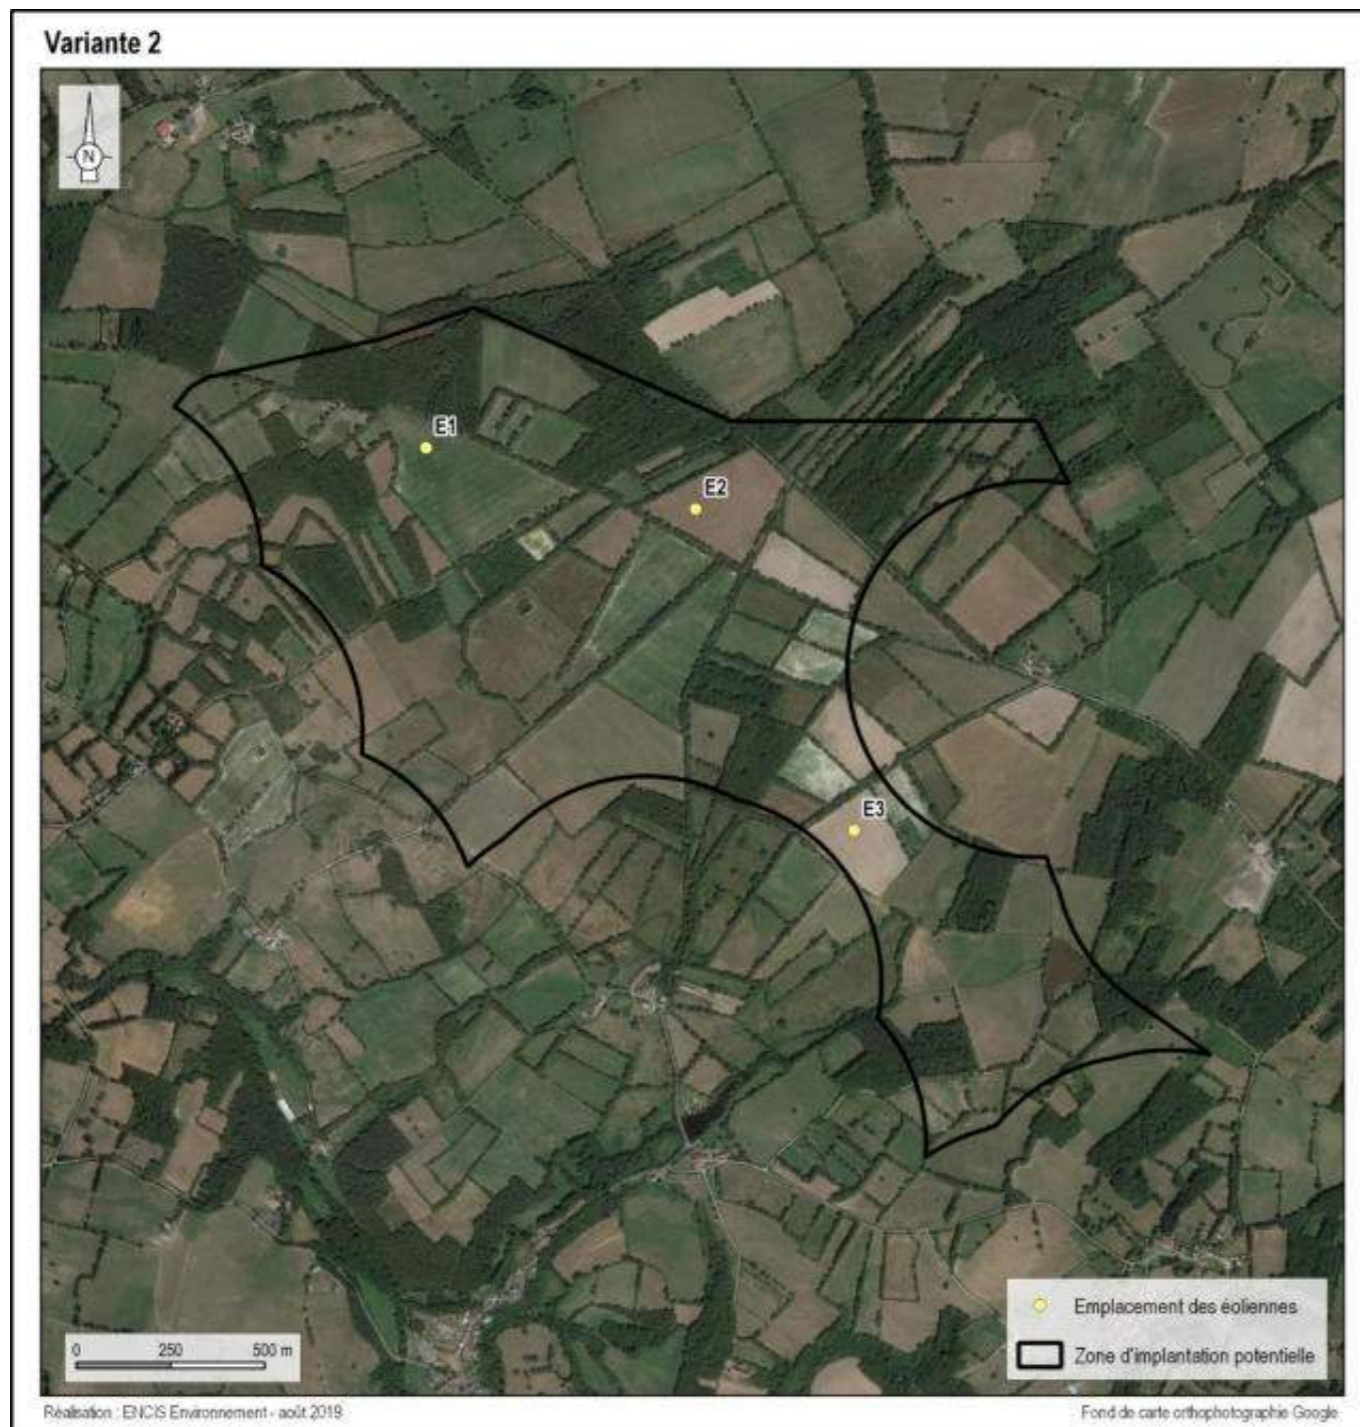 Variante 2
N
E1
E2
E3
Emplacement des éoliennes
Zone d'implantation potentielle
0 250 500 m
Réalisation : ENCIS Environnement - août 2019
Fond de carte orthophotographie Google